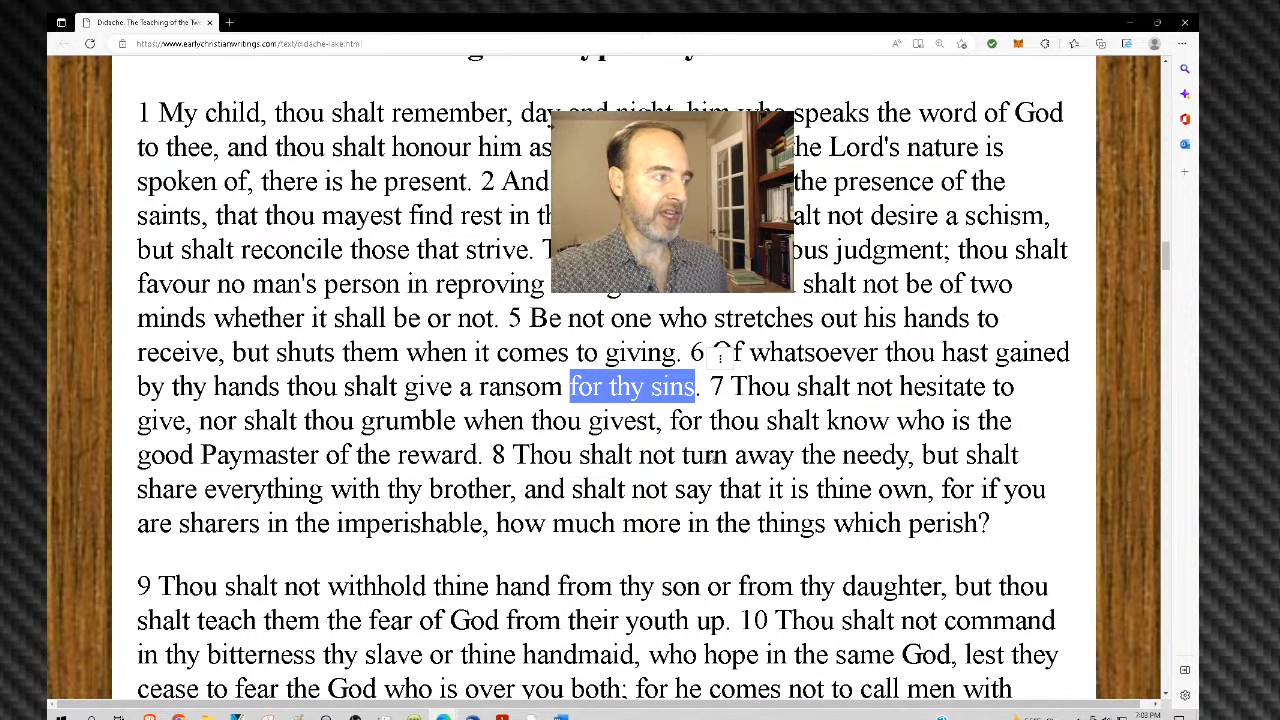 Didache. The Teaching of the Tw
https://www.earlychristianwritings.com/text/didache-lake.html
1 My child, thou shalt remember, day and night, him who speaks the word of God
to thee, and thou shalt honour him as he Lord's nature is
spoken of, there is he present. 2 And the presence of the
saints, that thou mayest find rest in alt not desire a schism,
but shalt reconcile those that strive. ous judgment; thou shalt
favour no man's person in reproving shalt not be of two
minds whether it shall be or not. 5 Be not one who stretches out his hands to
receive, but shuts them when it comes to giving. 6 Of whatsoever thou hast gained
by thy hands thou shalt give a ransom for thy sins. 7 Thou shalt not hesitate to
give, nor shalt thou grumble when thou givest, for thou shalt know who is the
good Paymaster of the reward. 8 Thou shalt not turn away the needy, but shalt
share everything with thy brother, and shalt not say that it is thine own, for if you
are sharers in the imperishable, how much more in the things which perish?
9 Thou shalt not withhold thine hand from thy son or from thy daughter, but thou
shalt teach them the fear of God from their youth up. 10 Thou shalt not command
in thy bitterness thy slave or thine handmaid, who hope in the same God, lest they
cease to fear the God who is over you both; for he comes not to call men with
7:03 PM